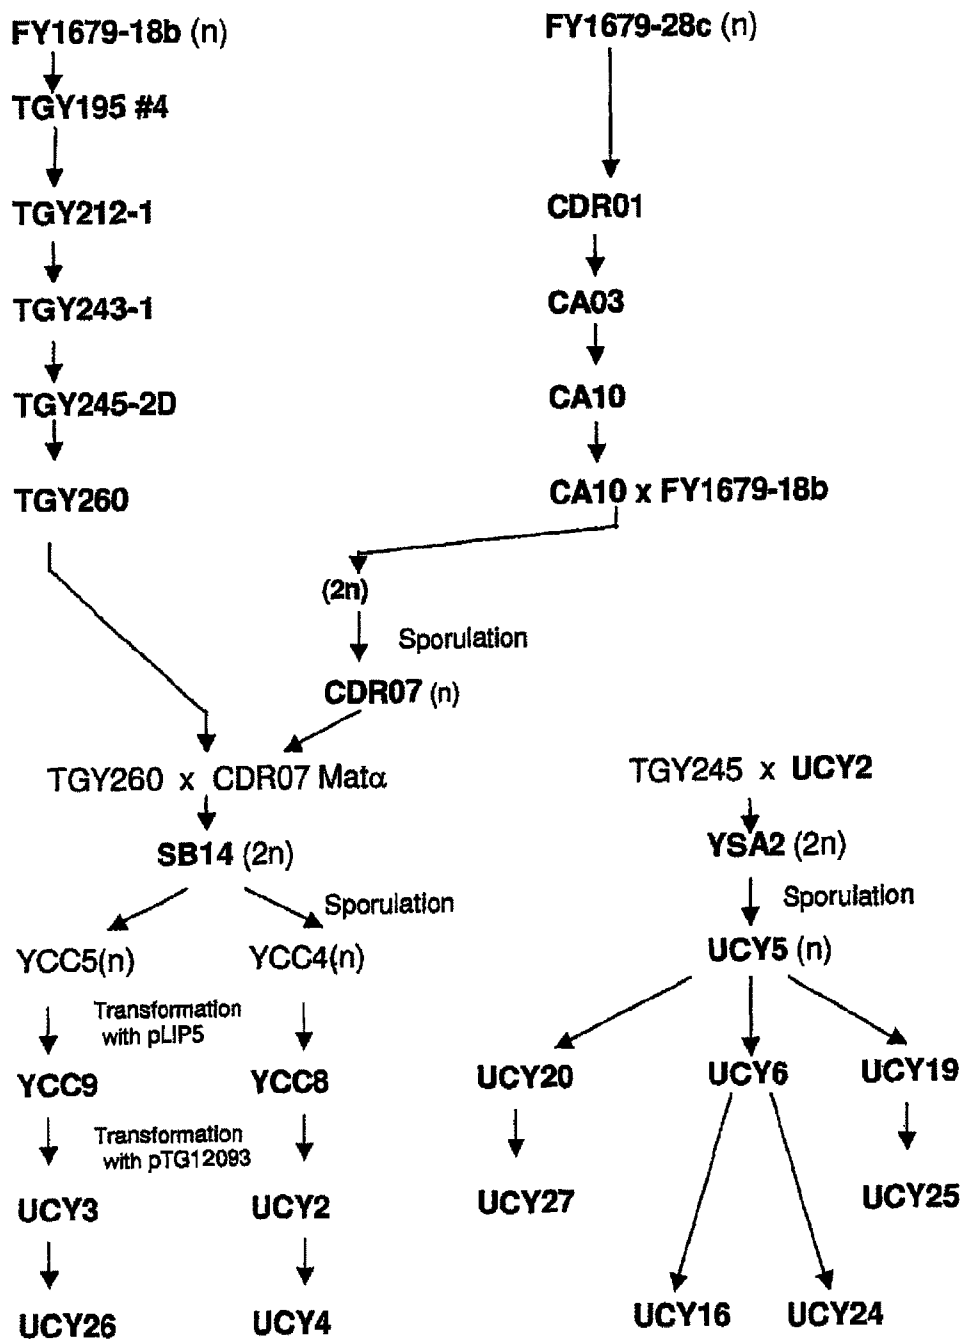 FY1679-18b (n)
FY1679-28c (n)
TGY195 #4
TGY212-1
CDR01
TGY243-1
CA03
TGY245-2D
CA10
TGY260
CA10 x FY1679-18b
(2n)
Sporulation
CDR07 (n)
TGY260 x CDR07 Matα
TGY245 x UCY2
SB14 (2n)
YSA2 (2n)
Sporulation
Sporulation
YCC5(n)
YCC4(n)
UCY5 (n)
Transformation
with pLIP5
YCC9
YCC8
UCY20
UCY6
UCY19
Transformation
with pTG12093
UCY3
UCY2
UCY27
UCY25
UCY26
UCY4
UCY16
UCY24